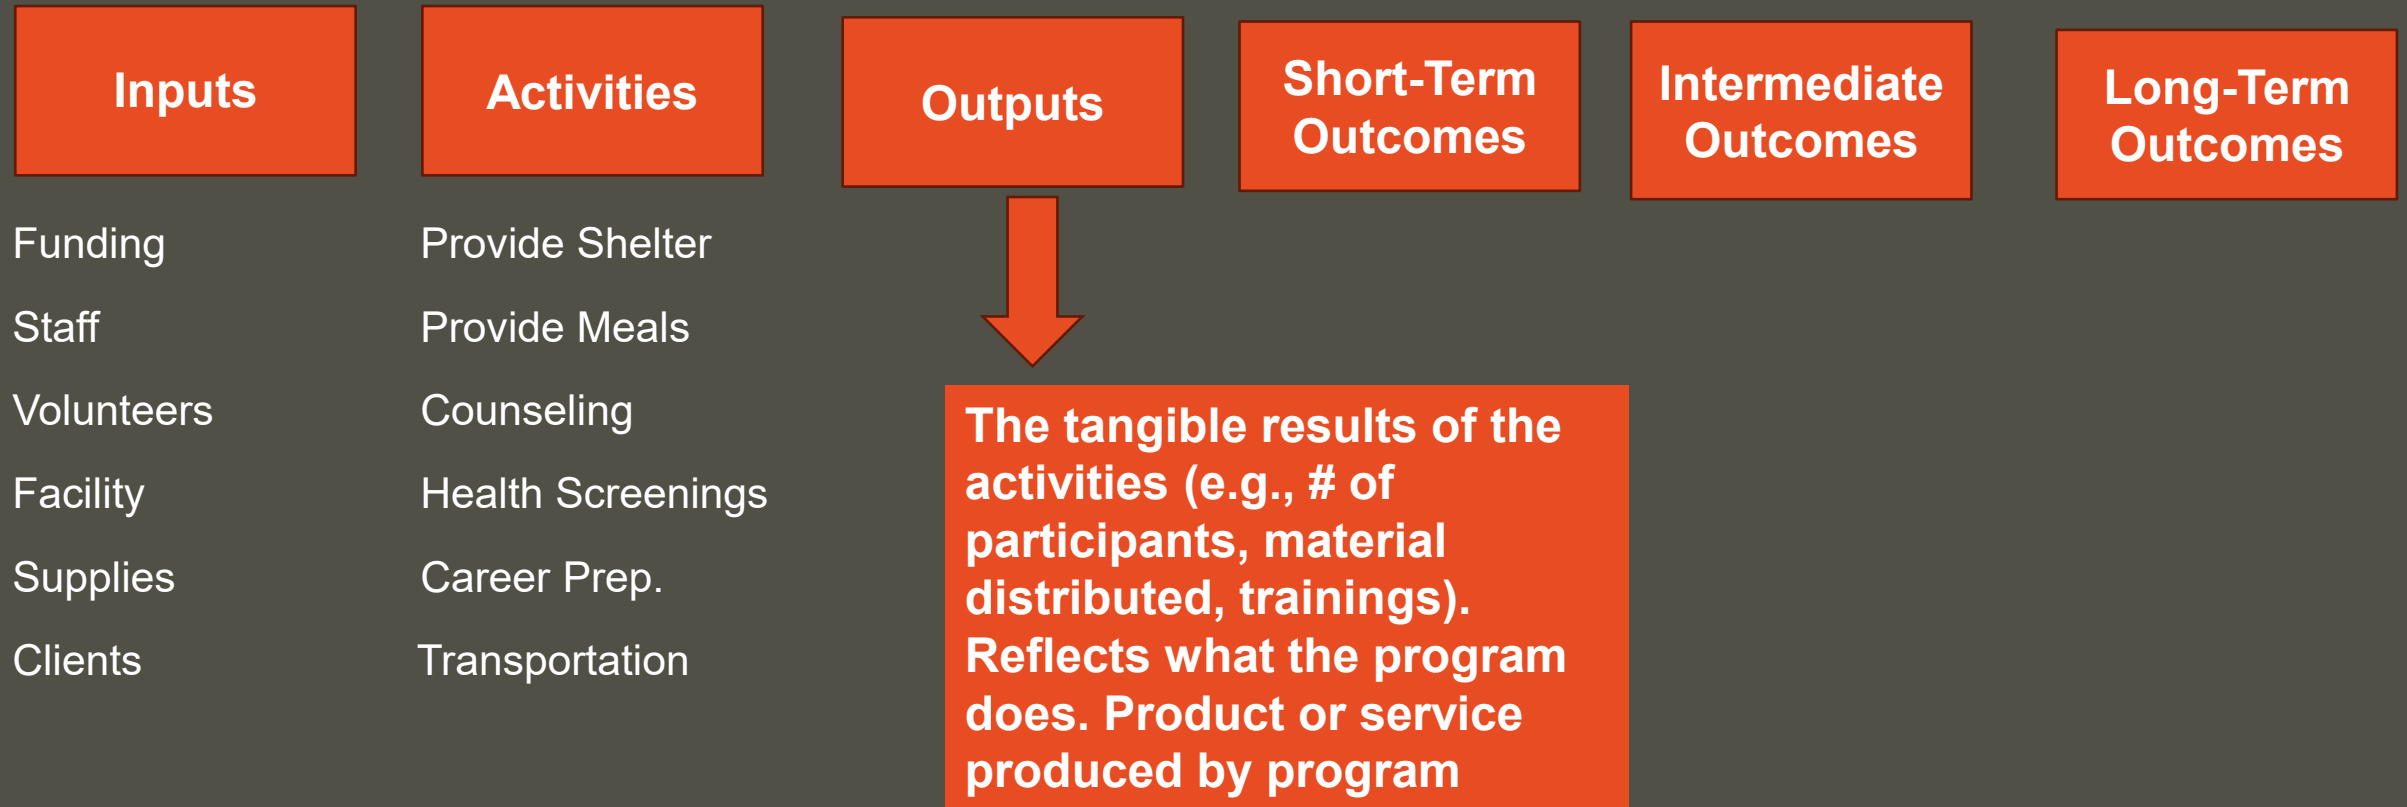 Inputs
Activities
Outputs
Short-Term
Outcomes
Intermediate
Outcomes
Long-Term
Outcomes
Funding
Staff
Volunteers
Facility
Supplies
Clients
Provide Shelter
Provide Meals
Counseling
Health Screenings
Career Prep.
Transportation
The tangible results of the
activities (e.g., # of
participants, material
distributed, trainings).
Reflects what the program
does. Product or service
produced by program